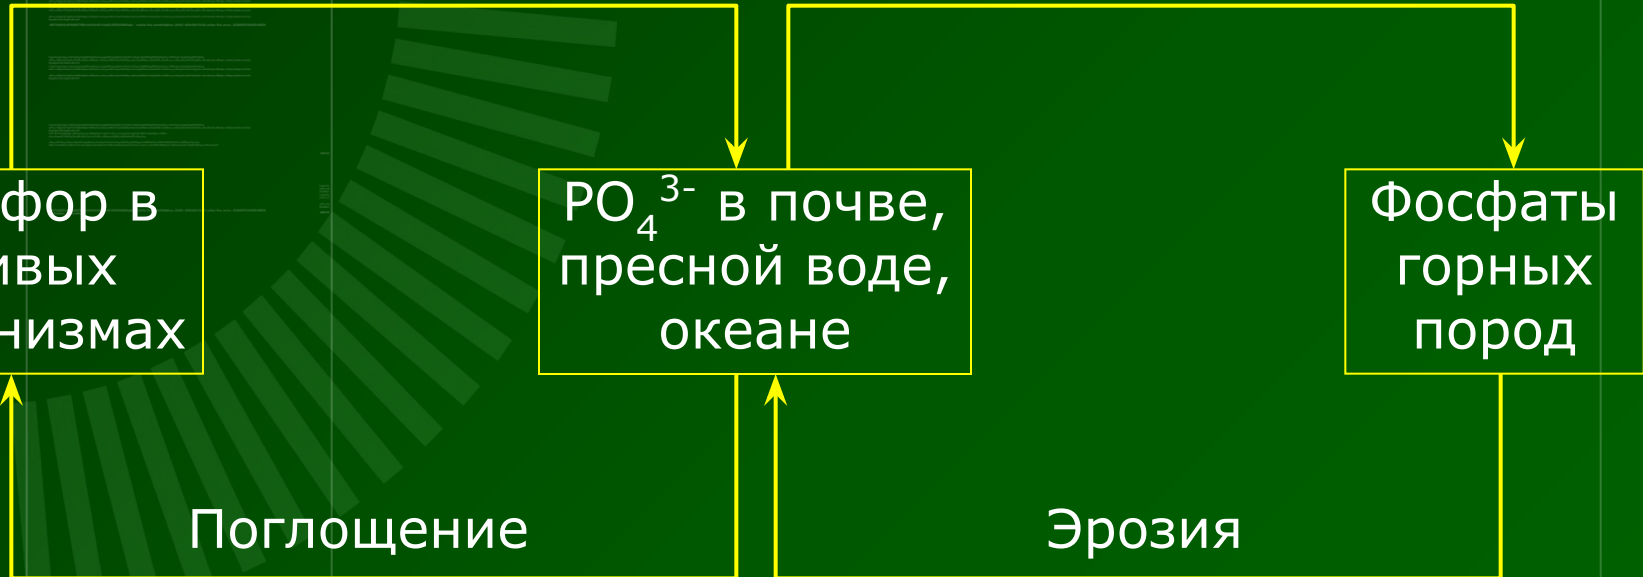 фор в
ивых
низмах
PO₄³⁻ в почве,
пресной воде,
океане
Фосфаты
горных
пород
Поглощение
Эрозия